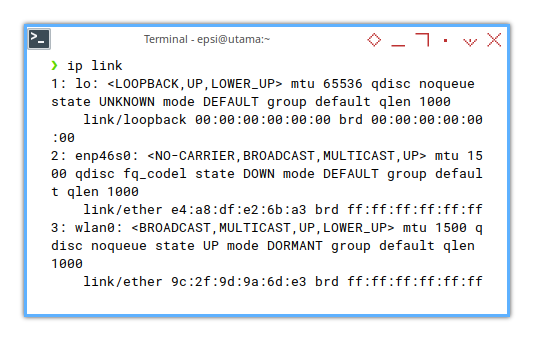 Terminal - epsi@utama:~
❯ ip link
1: lo: <LOOPBACK,UP,LOWER_UP> mtu 65536 qdisc noqueue
state UNKNOWN mode DEFAULT group default qlen 1000
    link/loopback 00:00:00:00:00:00 brd 00:00:00:00:00
:00
2: enp46s0: <NO-CARRIER,BROADCAST,MULTICAST,UP> mtu 15
00 qdisc fq_codel state DOWN mode DEFAULT group defaul
t qlen 1000
    link/ether e4:a8:df:e2:6b:a3 brd ff:ff:ff:ff:ff:ff
3: wlan0: <BROADCAST,MULTICAST,UP,LOWER_UP> mtu 1500 q
disc noqueue state UP mode DORMANT group default qlen
1000
    link/ether 9c:2f:9d:9a:6d:e3 brd ff:ff:ff:ff:ff:ff